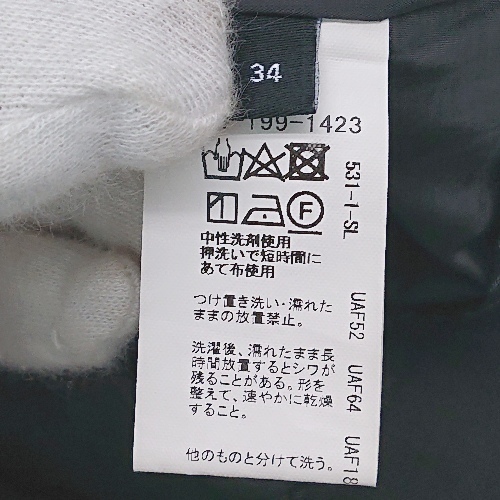 34
199-1423
F
中性洗剤使用
押洗いで短時間に
あて布使用
つけ置き洗い・濡れた
ままの放置禁止。
洗濯後、濡れたまま長
時間放置するとシワが
残ることがある。形を
整えて、速やかに乾燥
すること。
他のものと分けて洗う。
531-1-SL
UAF52
UAF64
UAF18